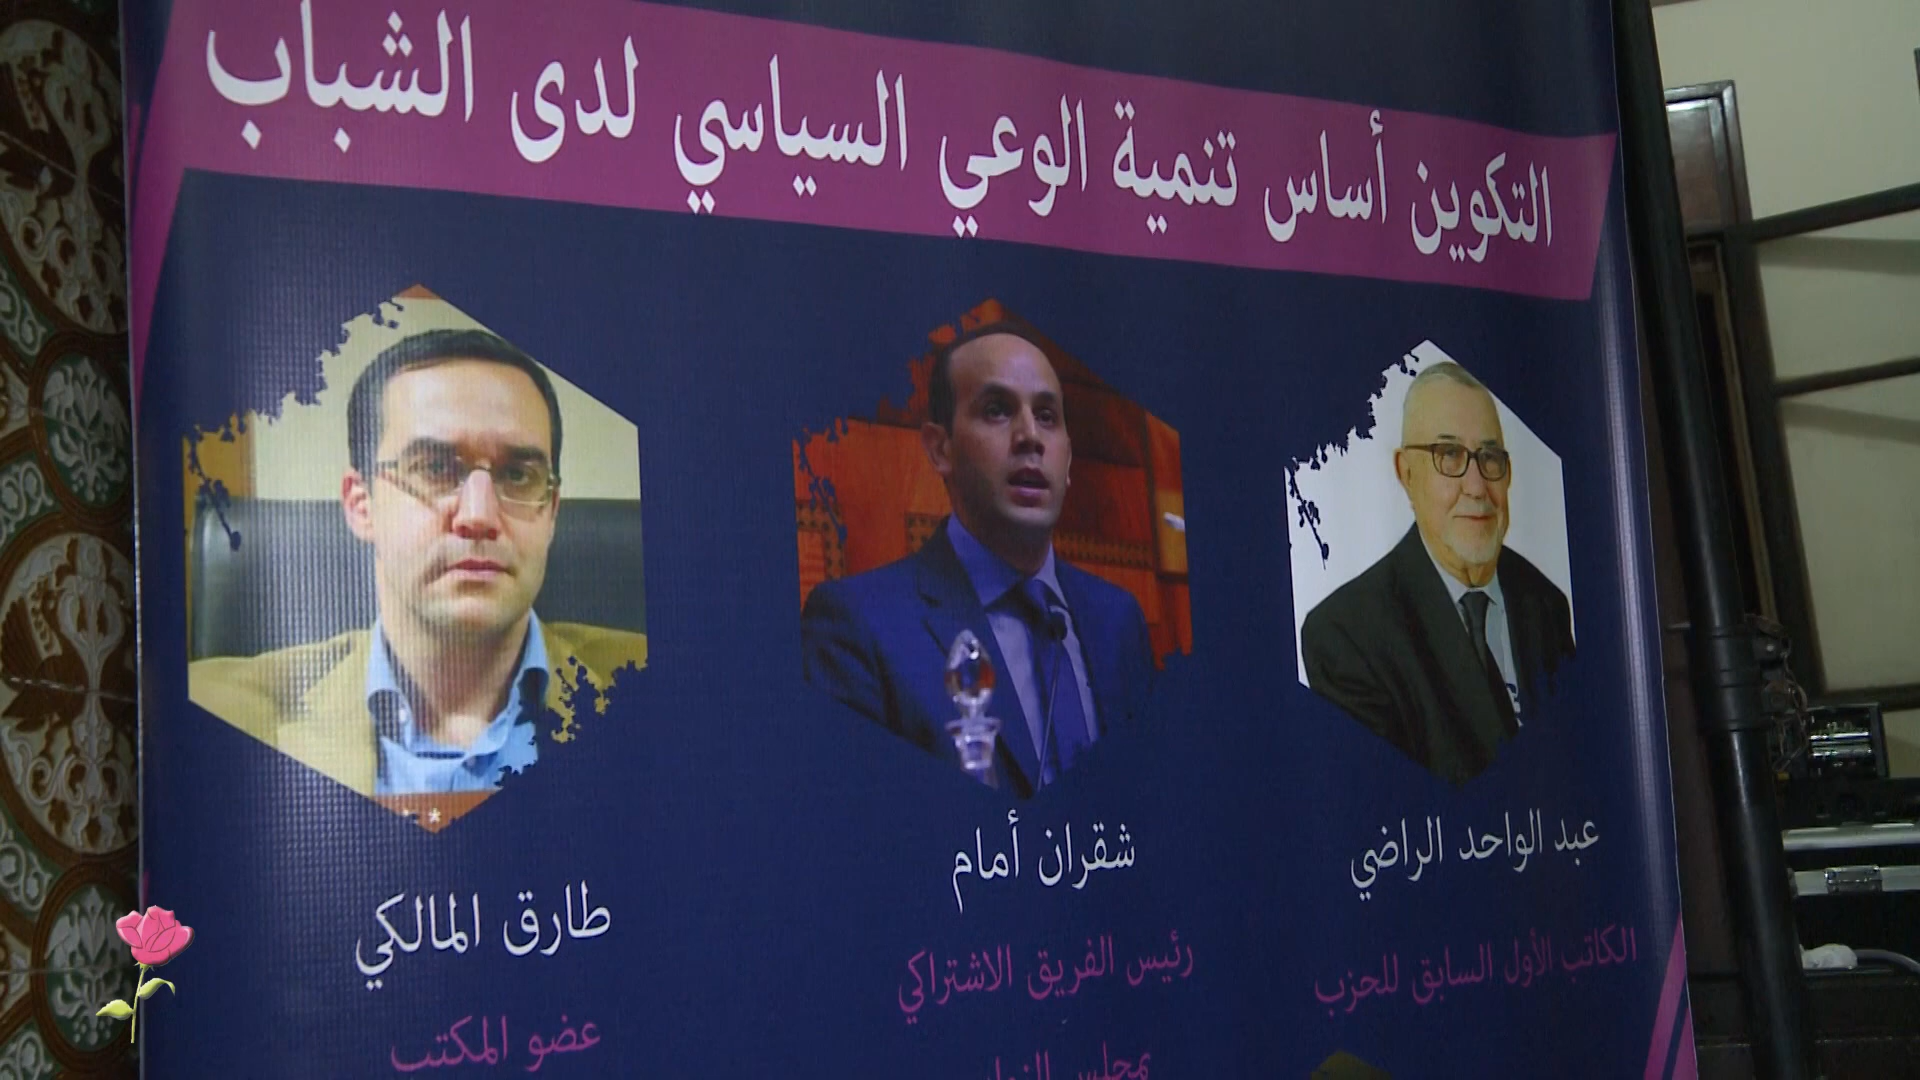 التكوين أساس تنمية الوعي السياسي لدى الشباب
عبد الواحد الراضي
الكاتب الأول السابق للحزب
شقران أمام
رئيس الفريق الاشتراكي
بمجلس
طارق المالكي
عضو المكتب